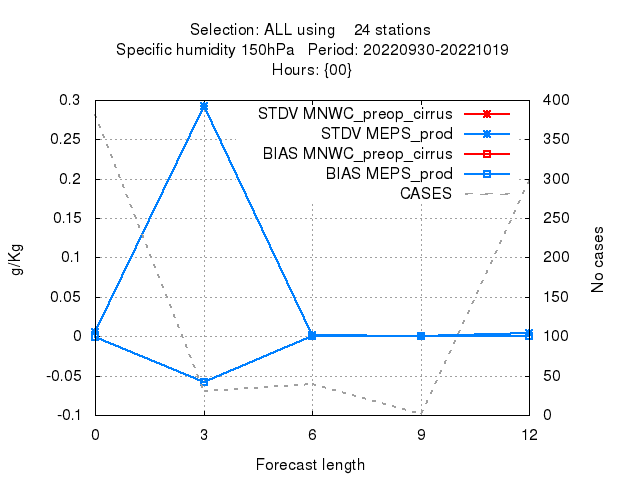 Selection: ALL using    24 stations
Specific humidity 150hPa   Period: 20220930-20221019
Hours: {00}
0.3
0.25
0.2
0.15
0.1
0.05
0
-0.05
-0.1
g/Kg
STDV MNWC_preop_cirrus
STDV MEPS_prod
BIAS MNWC_preop_cirrus
BIAS MEPS_prod
CASES
400
350
300
250
200
150
100
50
0
No cases
0 3 6 9 12
Forecast length